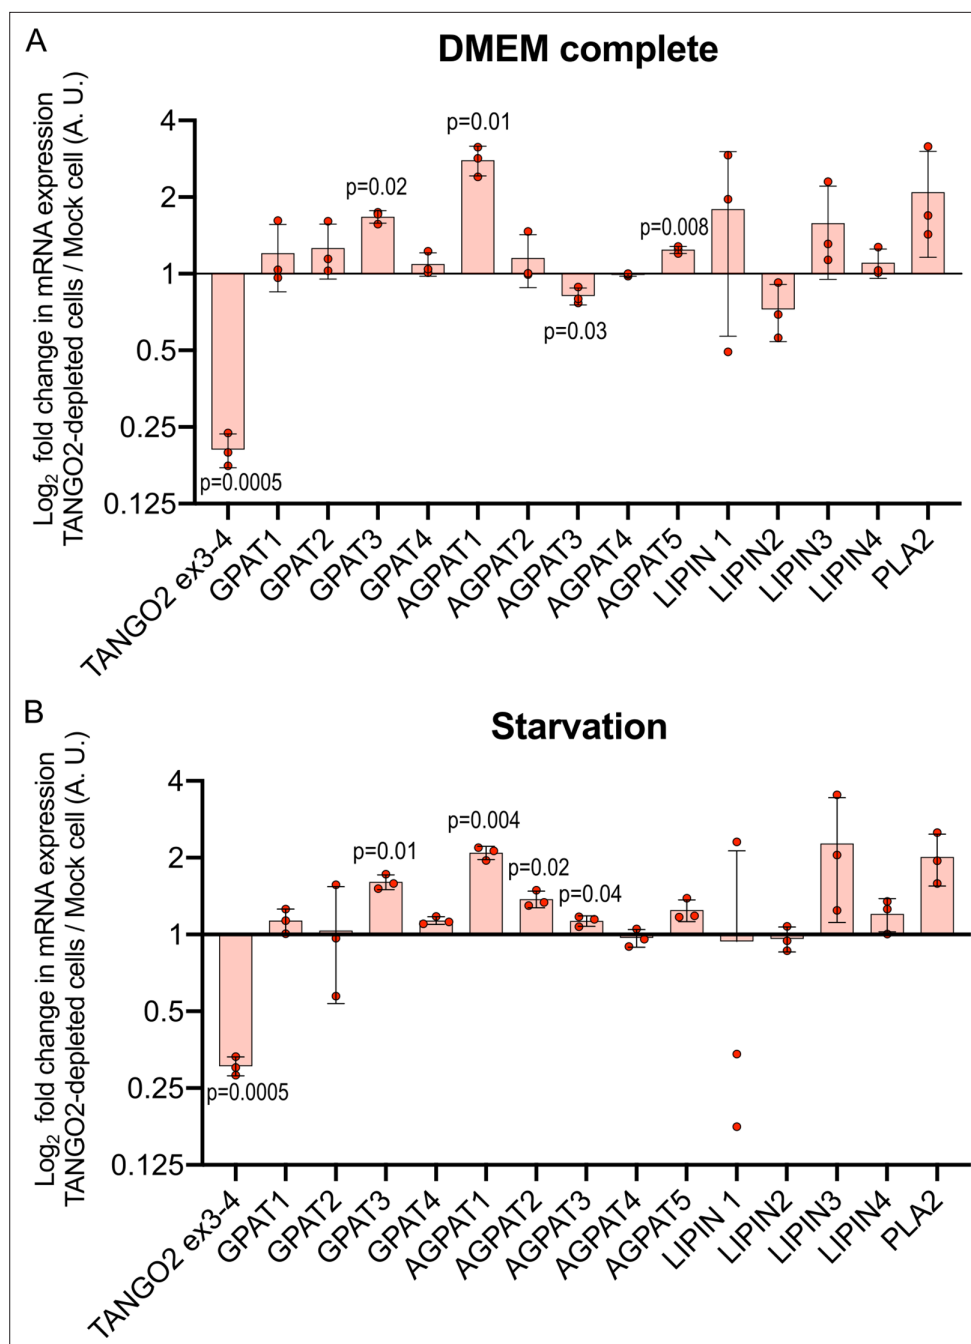 A
DMEM complete
Log₂ fold change in mRNA expression
TANGO2-depleted cells / Mock cell (A. U.)
4
2
1
0.5
0.25
0.125
p=0.0005
p=0.02
p=0.01
p=0.03
p=0.008
TANGO2 ex3-4
GPAT1
GPAT2
GPAT3
GPAT4
AGPAT1
AGPAT2
AGPAT3
AGPAT4
AGPAT5
LIPIN 1
LIPIN2
LIPIN3
LIPIN4
PLA2
B
Starvation
Log₂ fold change in mRNA expression
TANGO2-depleted cells / Mock cell (A. U.)
4
2
1
0.5
0.25
0.125
p=0.0005
p=0.01
p=0.004
p=0.02
p=0.04
TANGO2 ex3-4
GPAT1
GPAT2
GPAT3
GPAT4
AGPAT1
AGPAT2
AGPAT3
AGPAT4
AGPAT5
LIPIN 1
LIPIN2
LIPIN3
LIPIN4
PLA2